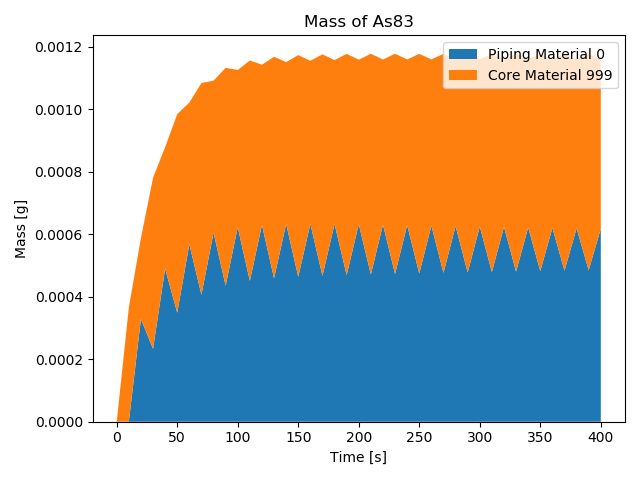 Mass of As83
Piping Material 0
Core Material 999
Mass [g]
0.0012
0.0010
0.0008
0.0006
0.0004
0.0002
0.0000
0 50 100 150 200 250 300 350 400
Time [s]